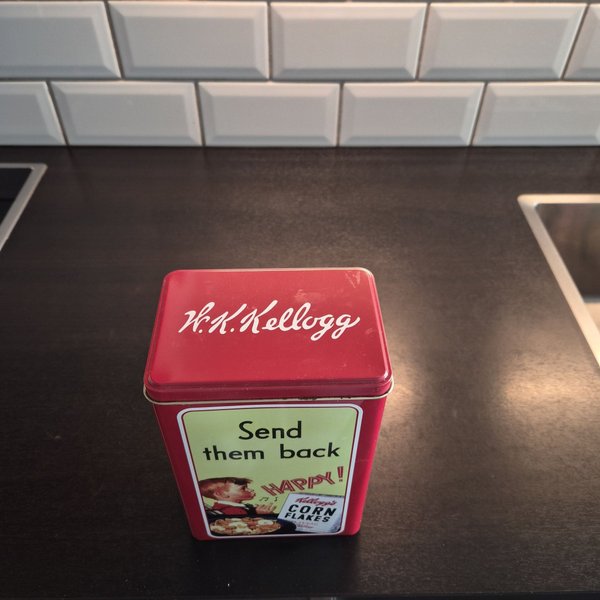 W.K.Kellogg
Send
them back
HAPPY!
Kellogg's
CORN
FLAKES